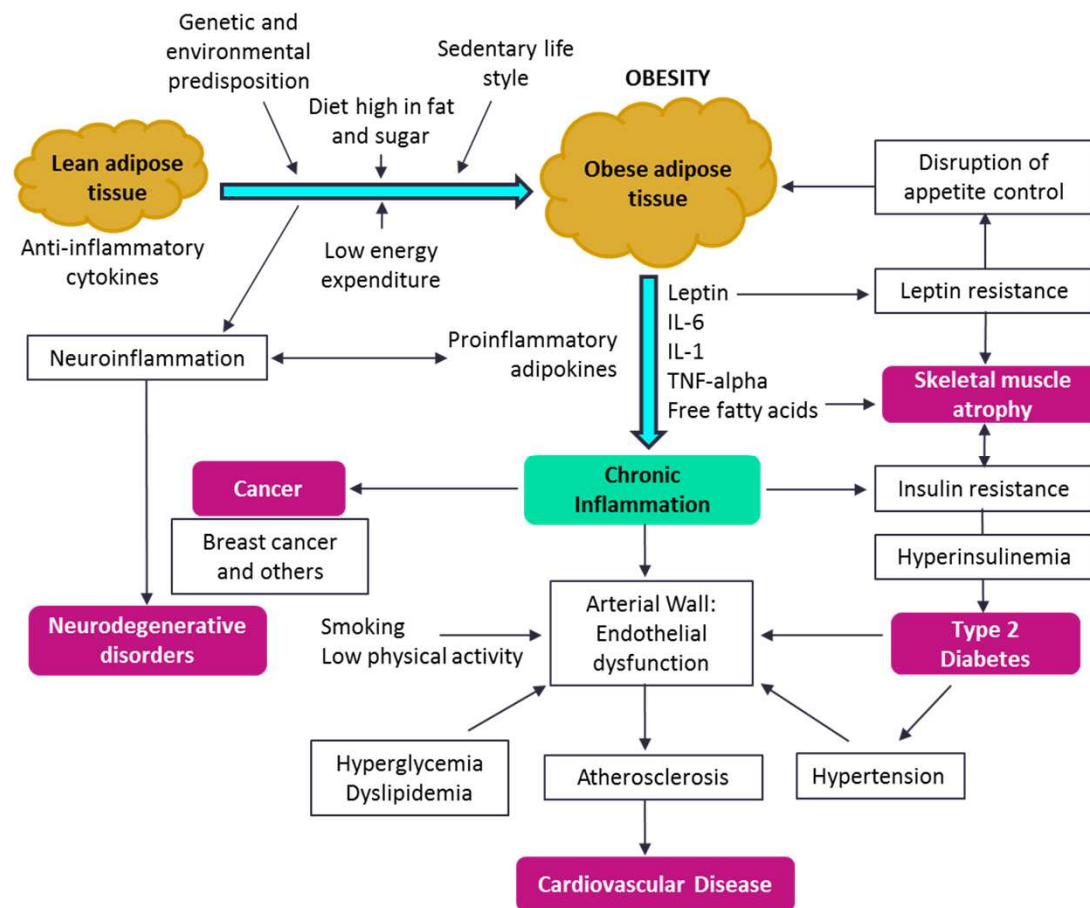 Genetic and
environmental
predisposition
Sedentary life
style
OBESITY
Diet high in fat
and sugar
Lean adipose
tissue
Obese adipose
tissue
Disruption of
appetite control
Anti-inflammatory
cytokines
Low energy
expenditure
Leptin
IL-6
IL-1
TNF-alpha
Free fatty acids
Leptin resistance
Neuroinflammation
Proinflammatory
adipokines
Skeletal muscle
atrophy
Cancer
Chronic
Inflammation
Insulin resistance
Breast cancer
and others
Hyperinsulinemia
Neurodegenerative
disorders
Smoking
Low physical activity
Arterial Wall:
Endothelial
dysfunction
Type 2
Diabetes
Hyperglycemia
Dyslipidemia
Atherosclerosis
Hypertension
Cardiovascular Disease